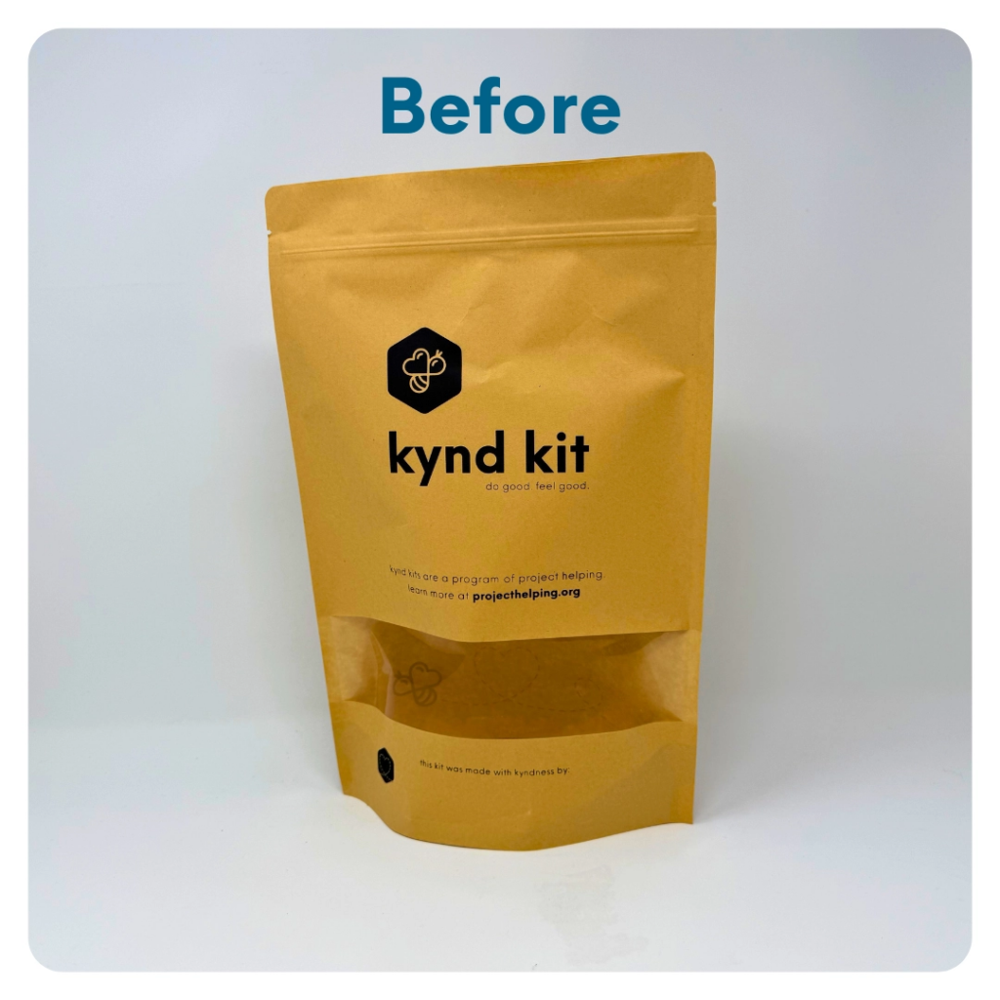 Before
kynd kit
do good. feel good.
kynd kits are a program of project helping.
learn more at projecthelping.org
this kit was made with kyndness by: